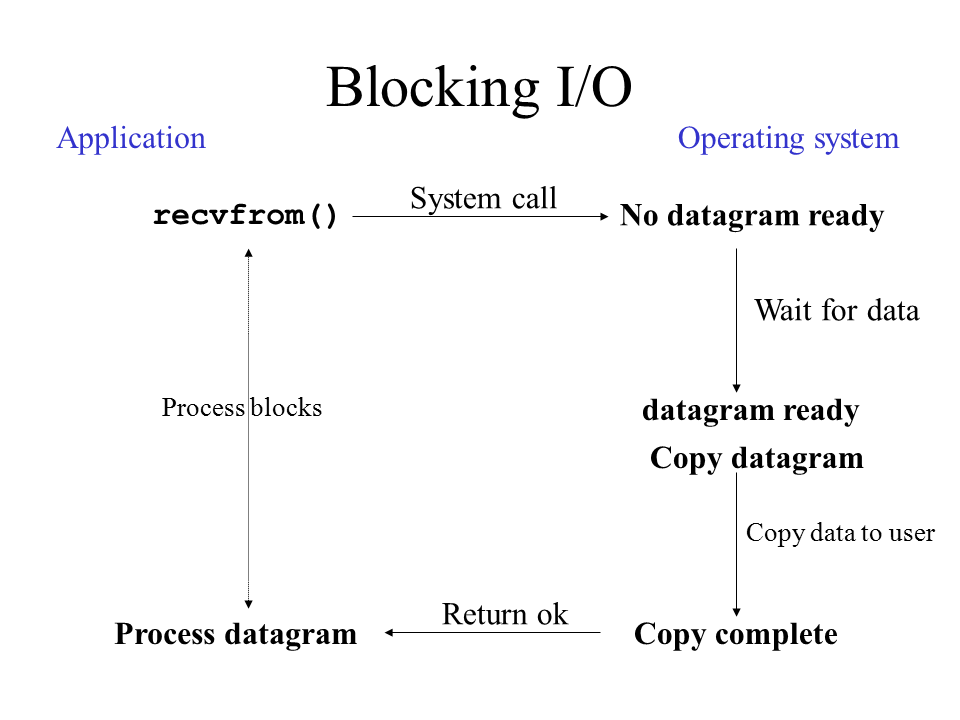 Blocking I/O
Application
Operating system
System call
recvfrom()
No datagram ready
Wait for data
Process blocks
datagram ready
Copy datagram
Copy data to user
Return ok
Process datagram
Copy complete